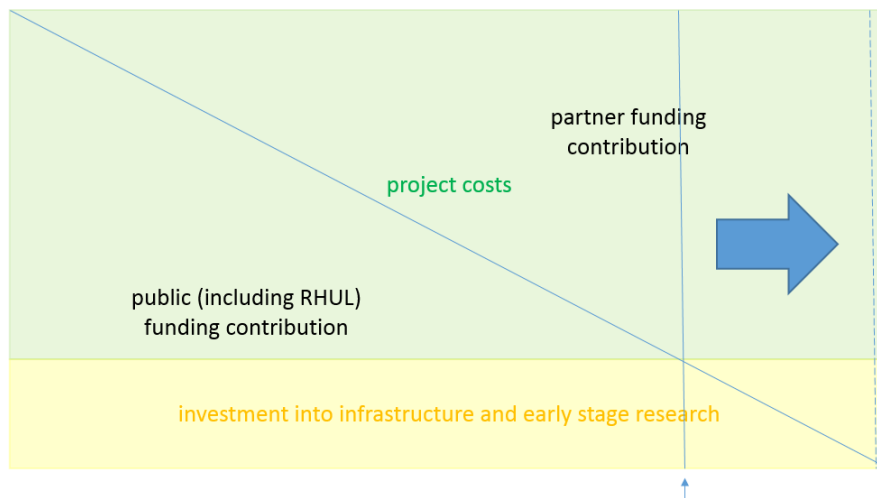 partner funding
contribution
project costs
public (including RHUL)
funding contribution
investment into infrastructure and early stage research